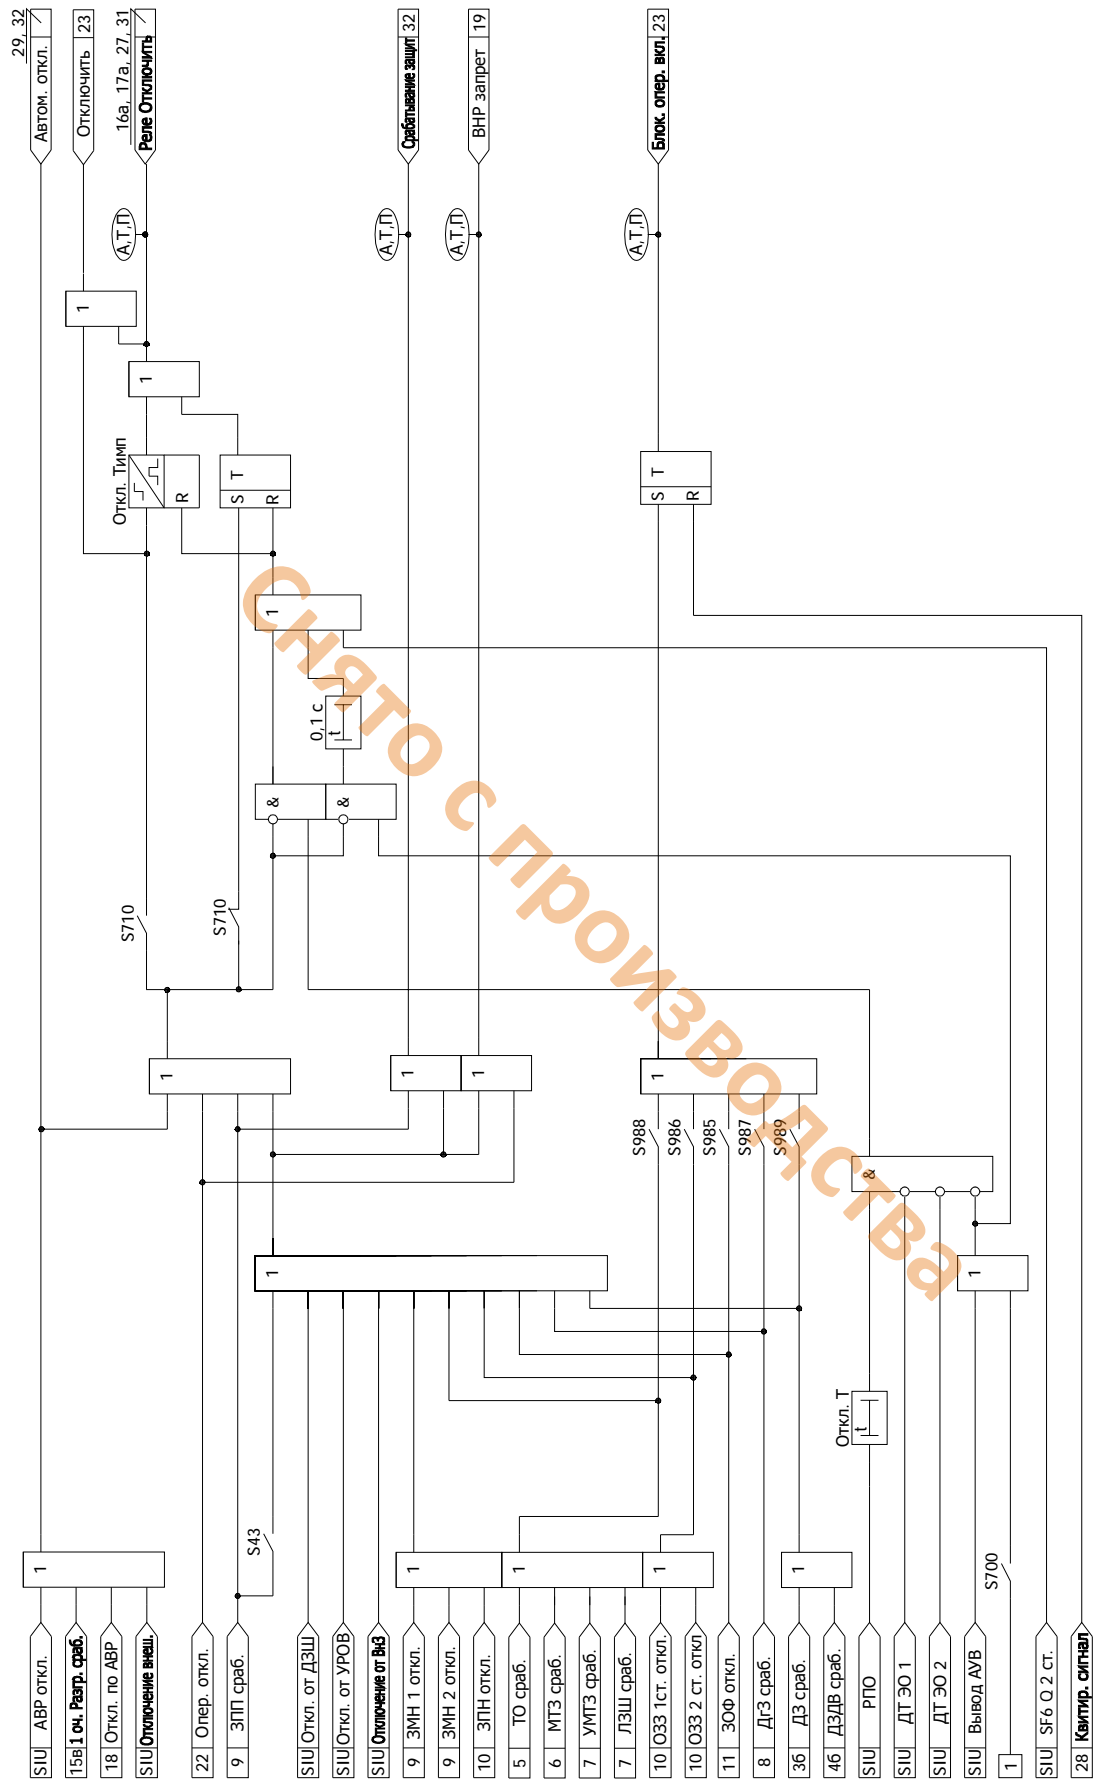 SIU АВР откл.
15в 1 оч. Разгр. сраб.
18 Откл. по АВР
SIU Отключение внеш.
22 Опер. откл.
9 ЗПП сраб.
SIU Откл. от ДЗШ
SIU Откл. от УРОВ
SIU Отключение от ВнЗ
9 ЗМН 1 откл.
9 ЗМН 2 откл.
10 ЗПН откл.
5 ТО сраб.
6 МТЗ сраб.
7 УМТЗ сраб.
7 ЛЗШ сраб.
10 ОЗЗ 1ст. откл.
10 ОЗЗ 2 ст. откл
11 ЗОФ откл.
8 ДгЗ сраб.
3б ДЗ сраб.
4б ДЗДВ сраб.
SIU РПО
SIU ДТ ЭО 1
SIU ДТ ЭО 2
SIU Вывод АУВ
1
SIU SF6 Q 2 ст.
28 Квитир. сигнал
1
S43
1
1
1
1
S700
Откл. Т
t
1
1
&
S988
S986
S985
S987
S989
1
1
1
1
S710
S710
&
&
0,1 с
t
1
Откл. Тимп
R
S T
R
S T
R
1
1
А,Т,П
А,Т,П
А,Т,П
А,Т,П
Автом. откл.
29, 32
Отключить 23
Реле Отключить
16а, 17а, 27, 31
Срабатывание защит 32
ВНР запрет 19
Блок. опер. вкл. 23
Снято с производства